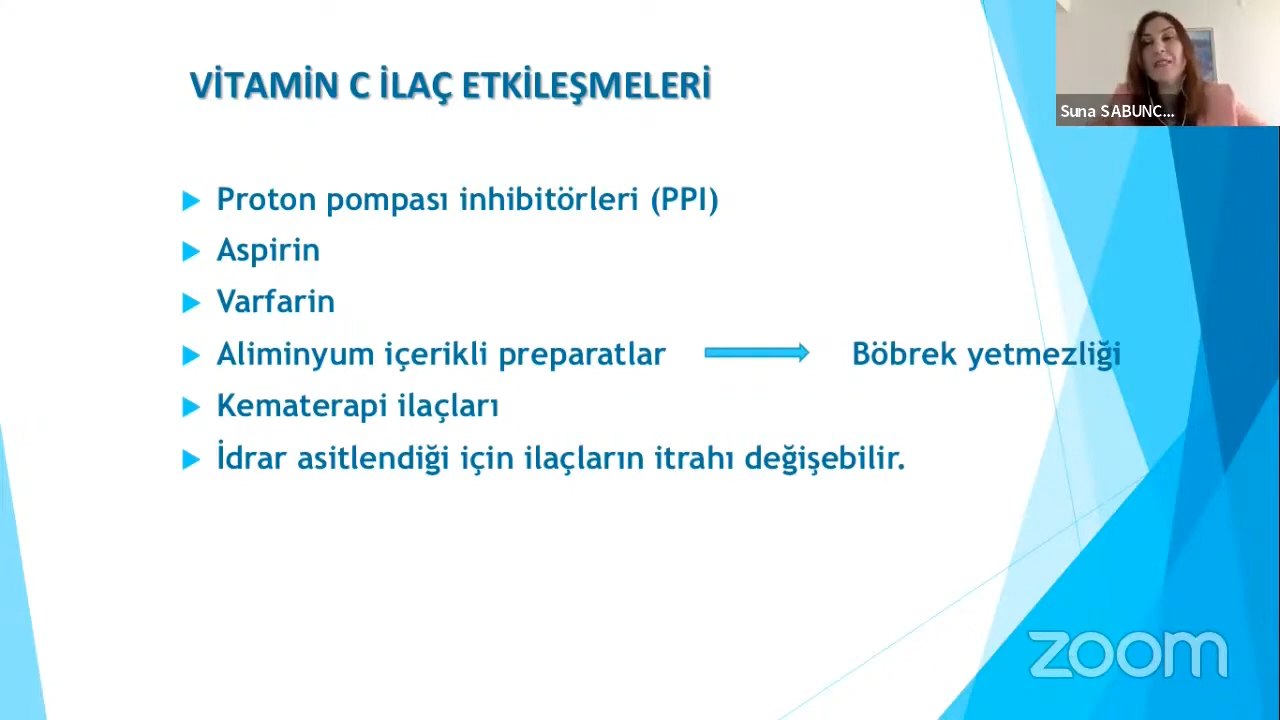 VİTAMİN C İLAÇ ETKİLEŞMELERİ
Suna SABUNC...
Proton pompası inhibitörleri (PPI)
Aspirin
Varfarin
Aliminyum içerikli preparatlar Böbrek yetmezliği
Kematerapi ilaçları
İdrar asitlendiği için ilaçların itrahı değişebilir.
zoom